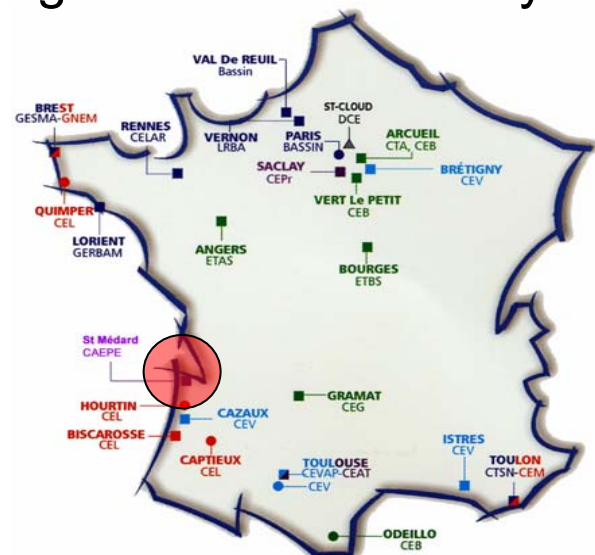 VAL De REUIL
Bassin
BREST
GESMA-GNEM
RENNES
CELAR
VERNON
LRBA
PARIS
BASSIN
ST-CLOUD
DCE
ARCUEIL
CTA, CEB
SACLAY
CEPr
BRÉTIGNY
CEV
VERT Le PETIT
CEB
QUIMPER
CEL
LORIENT
GERBAM
ANGERS
ETAS
BOURGES
ETBS
St Médard
CAEPE
HOURTIN
CEL
CAZAUX
CEV
GRAMAT
CEG
BISCAROSSE
CEL
CAPTIEUX
CEL
TOULOUSE
CEVAP-CEAT
CEV
ISTRES
CEV
TOULON
CTSN-CEM
ODEILLO
CEB